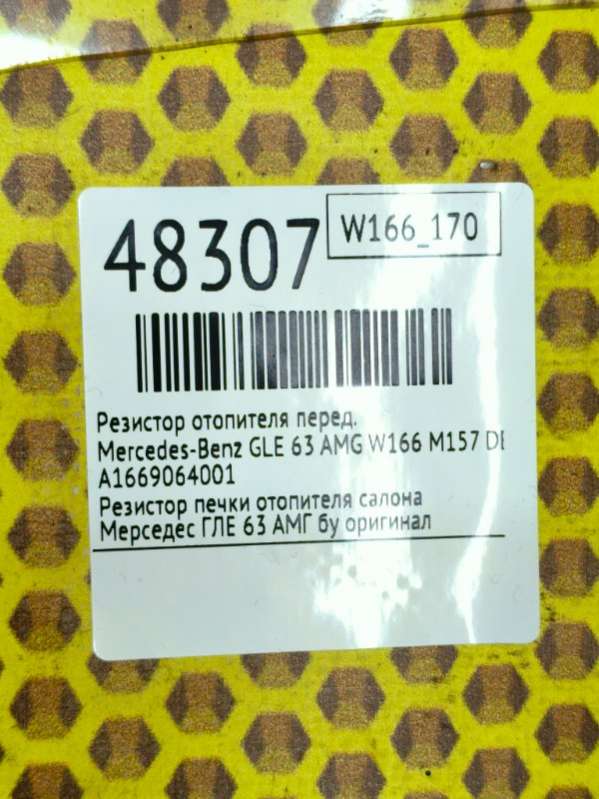 48307
W166_170
Резистор отопителя перед.
Mercedes-Benz GLE 63 AMG W166 M157 DE
A1669064001
Резистор печки отопителя салона
Мерседес ГЛЕ 63 АМГ бу оригинал